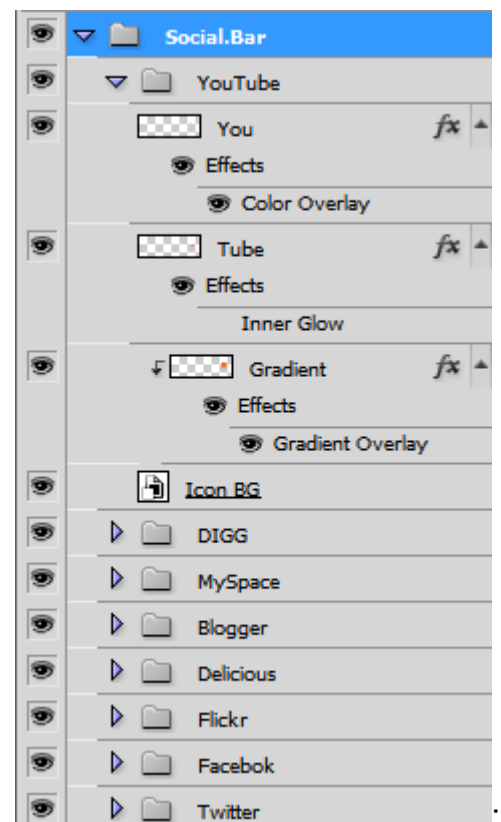 Social.Bar
YouTube
You fx
Effects
Color Overlay
Tube fx
Effects
Inner Glow
Gradient fx
Effects
Gradient Overlay
Icon BG
DIGG
MySpace
Blogger
Delicious
Flickr
Facebok
Twitter .